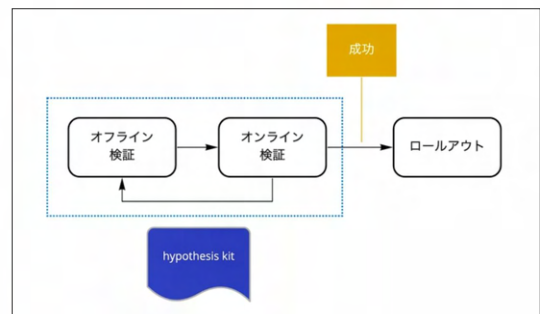 成功
オフライン
検証
オンライン
検証
ロールアウト
hypothesis kit